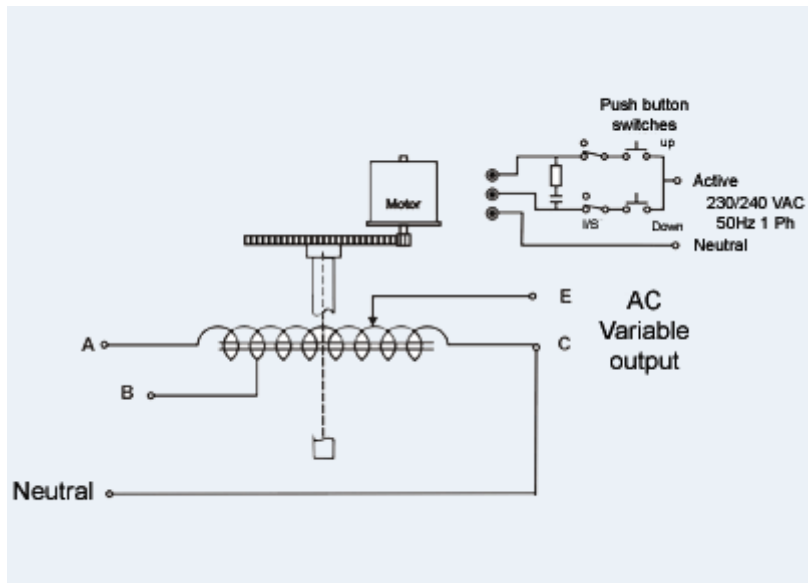 Push button
switches
up
Motor
Active
230/240 VAC
50Hz 1 Ph
I/S
Down
Neutral
E
AC
Variable
output
A
C
B
Neutral